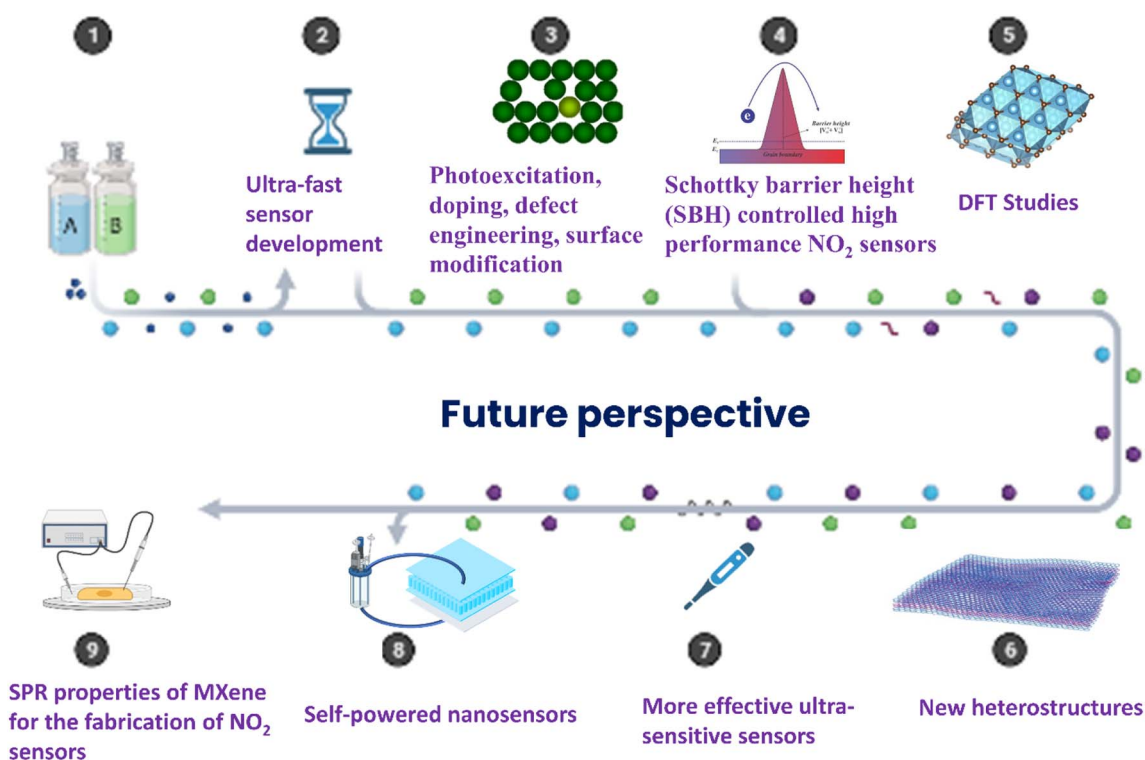 1
2
3
4
5
A
B
Ultra-fast
sensor
development
Photoexcitation,
doping, defect
engineering, surface
modification
e
Barrier height
Grain boundary
Schottky barrier height
(SBH) controlled high
performance NO₂ sensors
DFT Studies
Future perspective
9
8
7
6
SPR properties of MXene
for the fabrication of NO₂
sensors
Self-powered nanosensors
More effective ultra-
sensitive sensors
New heterostructures